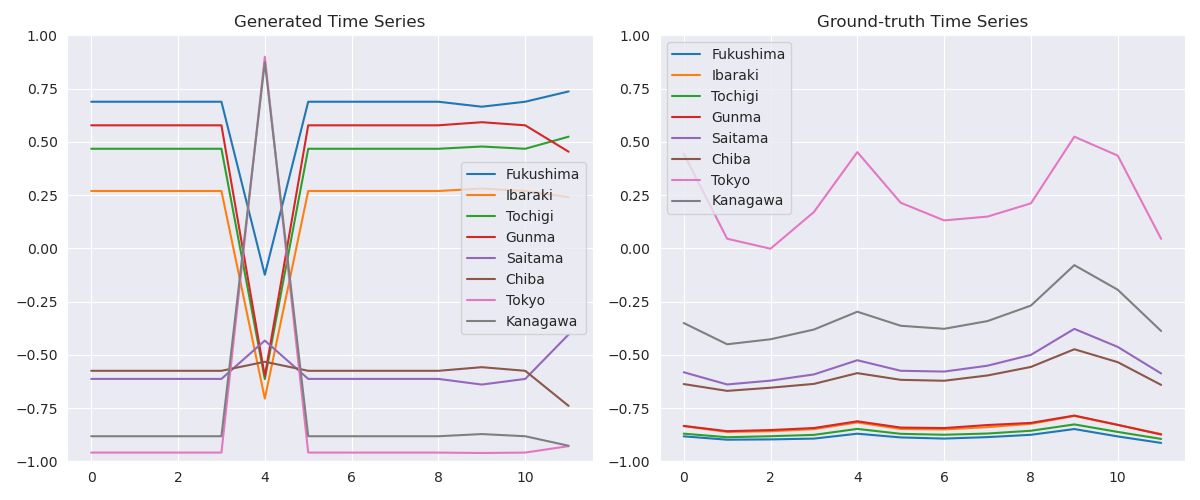 Generated Time Series
1.00
0.75
0.50
0.25
0.00
−0.25
−0.50
−0.75
−1.00
0 2 4 6 8 10
Fukushima
Ibaraki
Tochigi
Gunma
Saitama
Chiba
Tokyo
Kanagawa
Ground-truth Time Series
1.00
0.75
0.50
0.25
0.00
−0.25
−0.50
−0.75
−1.00
0 2 4 6 8 10
Fukushima
Ibaraki
Tochigi
Gunma
Saitama
Chiba
Tokyo
Kanagawa